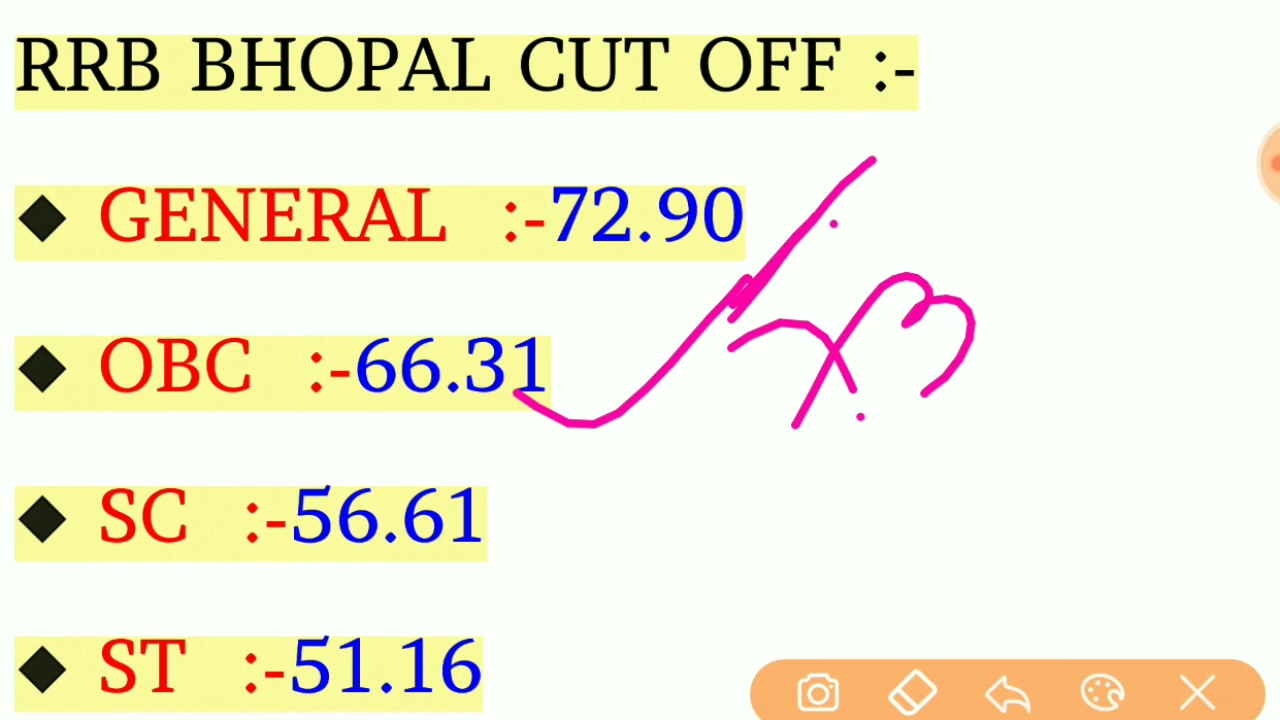 RRB BHOPAL CUT OFF :-
◆ GENERAL :-72.90
◆ OBC :-66.31
◆ SC :-56.61
◆ ST :-51.16